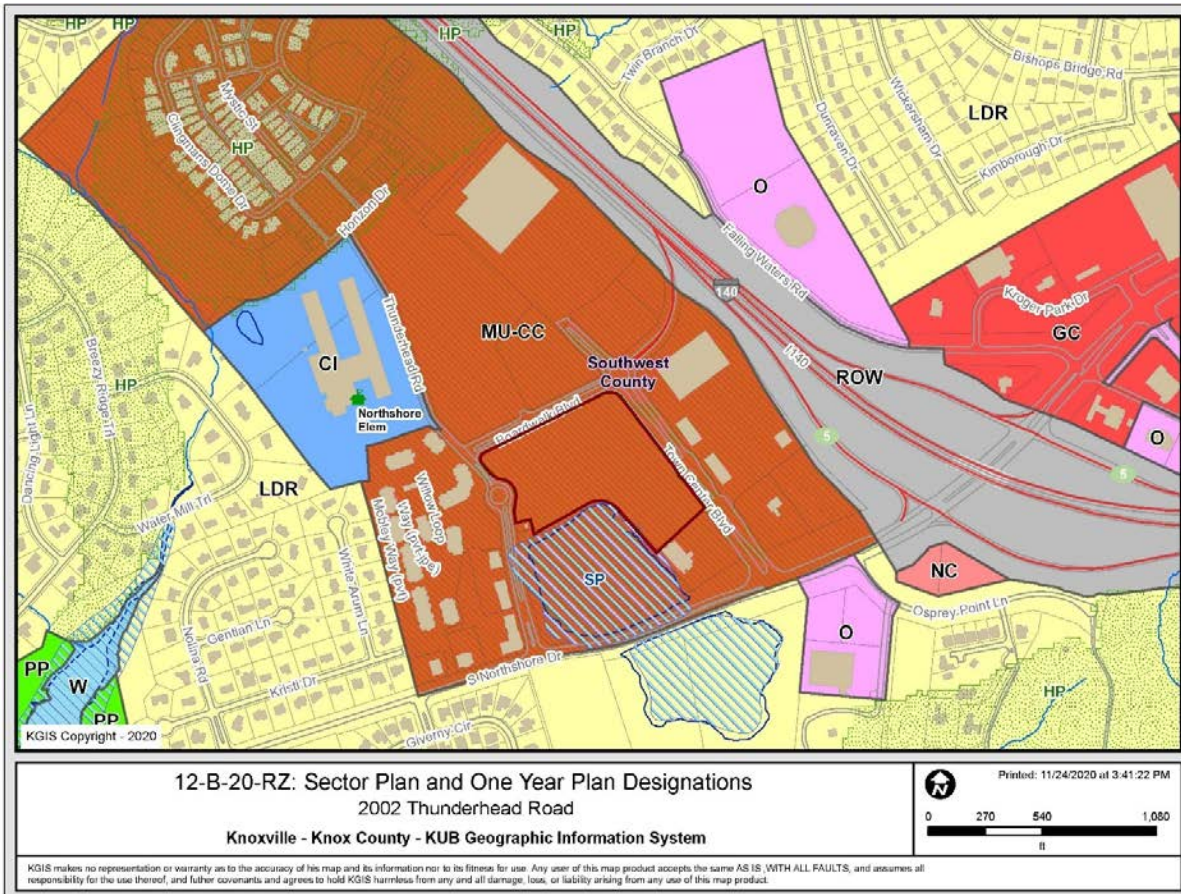 HP
HP
HP
HP
Twin Branch Dr
Bishops Bridge Rd
Wickersham Dr
Dunraven Dr
LDR
Kimborough Dr
Mystic St
HP
Clingmans Dome Dr
O
Horizon Dr
Falling Waters Rd
140
Kroger Park Dr
GC
Thunderhead Rd
MU-CC
CI
Southwest
County
I 140
ROW
Breezy Ridge Trl
HP
Northshore
Elem
Boardwalk Blvd
O
5
5
Town Center Blvd
Dancing Light Ln
LDR
Water Mill Trl
Willow Loop
Way (pvt-jpe)
Mobley Way (pvt)
White Arum Ln
SP
NC
Osprey Point Ln
Gentian Ln
Nolina Rd
O
S Northshore Dr
PP
W
Kristi Dr
HP
PP
Giverny Cir
KGIS Copyright - 2020
12-B-20-RZ: Sector Plan and One Year Plan Designations
2002 Thunderhead Road
Knoxville - Knox County - KUB Geographic Information System
N
Printed: 11/24/2020 at 3:41:22 PM
0 270 540 1,080
ft
KGIS makes no representation or warranty as to the accuracy of his map and its information nor to its fitness for use. Any user of this map product accepts the same AS IS ,WITH ALL FAULTS, and assumes all
responsibility for the use thereof, and futher covenants and agrees to hold KGIS harmless from any and all damage, loss, or liability arising from any use of this map product.